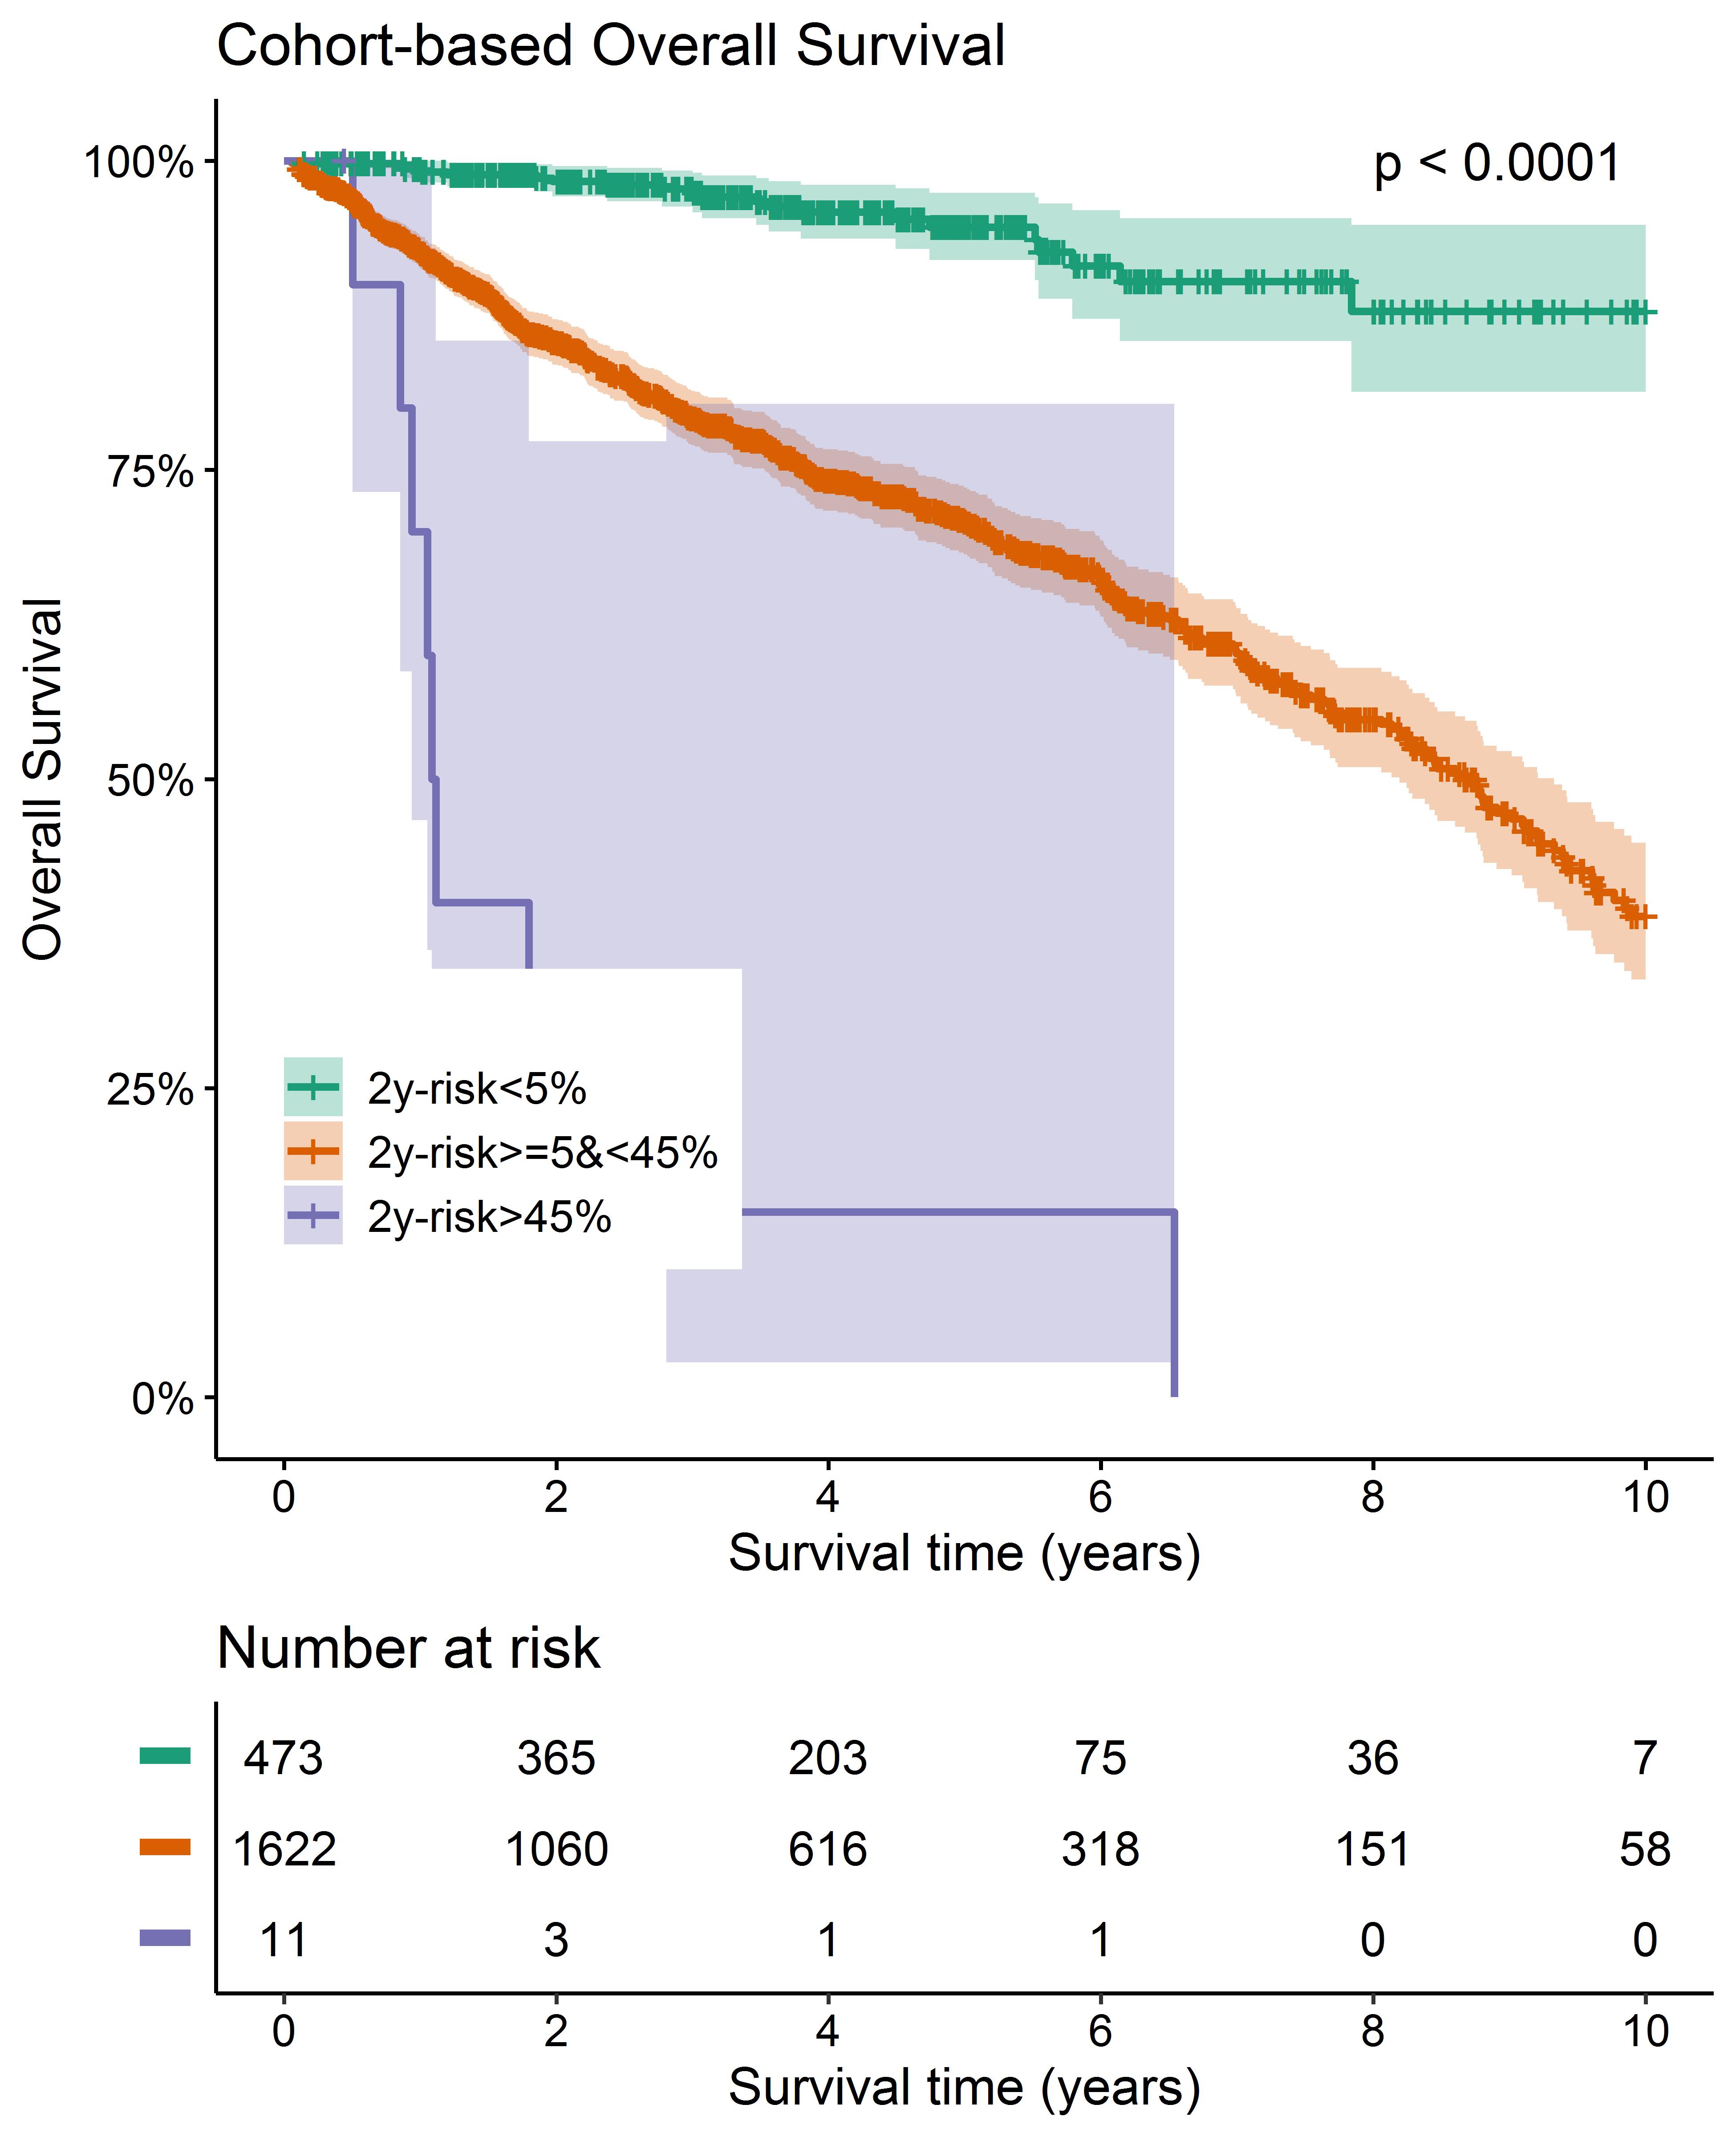 Cohort-based Overall Survival
p < 0.0001
100%
75%
50%
25%
0%
Overall Survival
2y-risk<5%
2y-risk>=5&<45%
2y-risk>45%
0 2 4 6 8 10
Survival time (years)
Number at risk
473 365 203 75 36 7
1622 1060 616 318 151 58
11 3 1 1 0 0
0 2 4 6 8 10
Survival time (years)